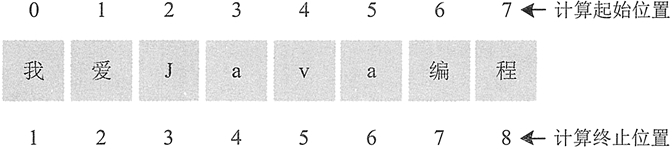 0 1 2 3 4 5 6 7 计算起始位置
我 爱 J a v a 编 程
1 2 3 4 5 6 7 8 计算终止位置